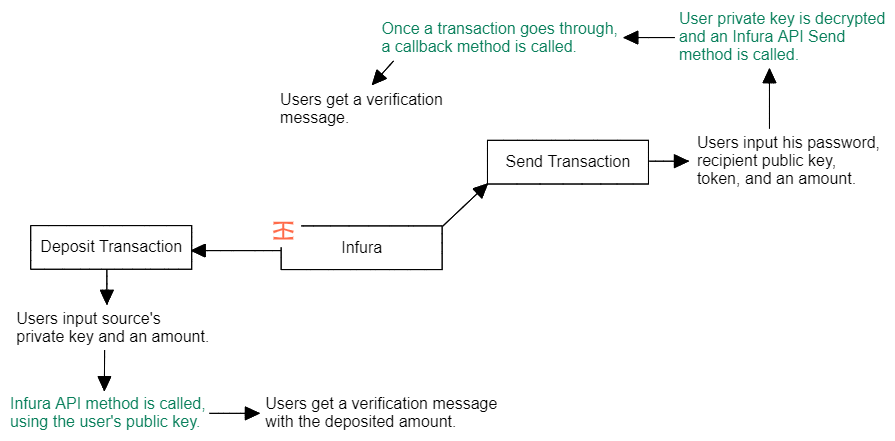 Once a transaction goes through,
a callback method is called.
User private key is decrypted
and an Infura API Send
method is called.
Users get a verification
message.
Send Transaction
Users input his password,
recipient public key,
token, and an amount.
Deposit Transaction
Infura
Users input source's
private key and an amount.
Infura API method is called,
using the user's public key.
Users get a verification message
with the deposited amount.